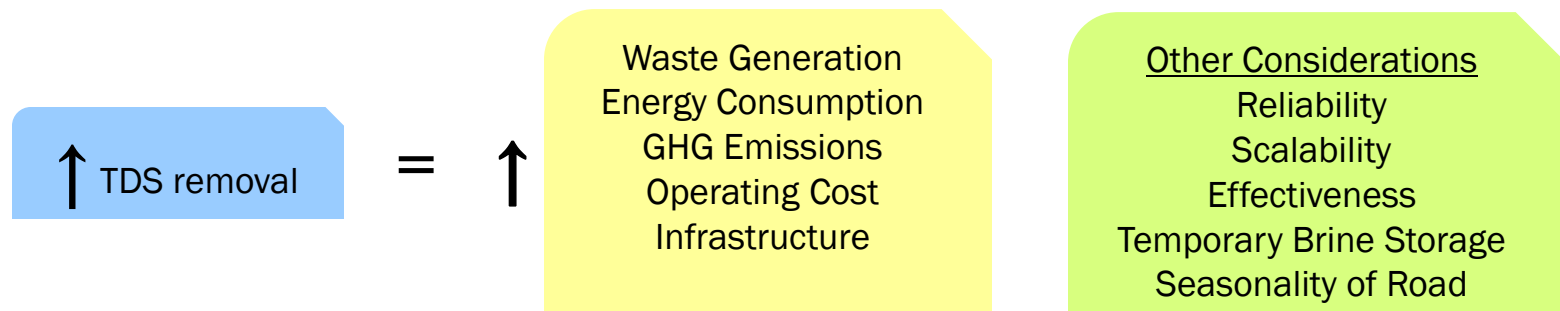 ↑ TDS removal
=
↑
Waste Generation
Energy Consumption
GHG Emissions
Operating Cost
Infrastructure
Other Considerations
Reliability
Scalability
Effectiveness
Temporary Brine Storage
Seasonality of Road